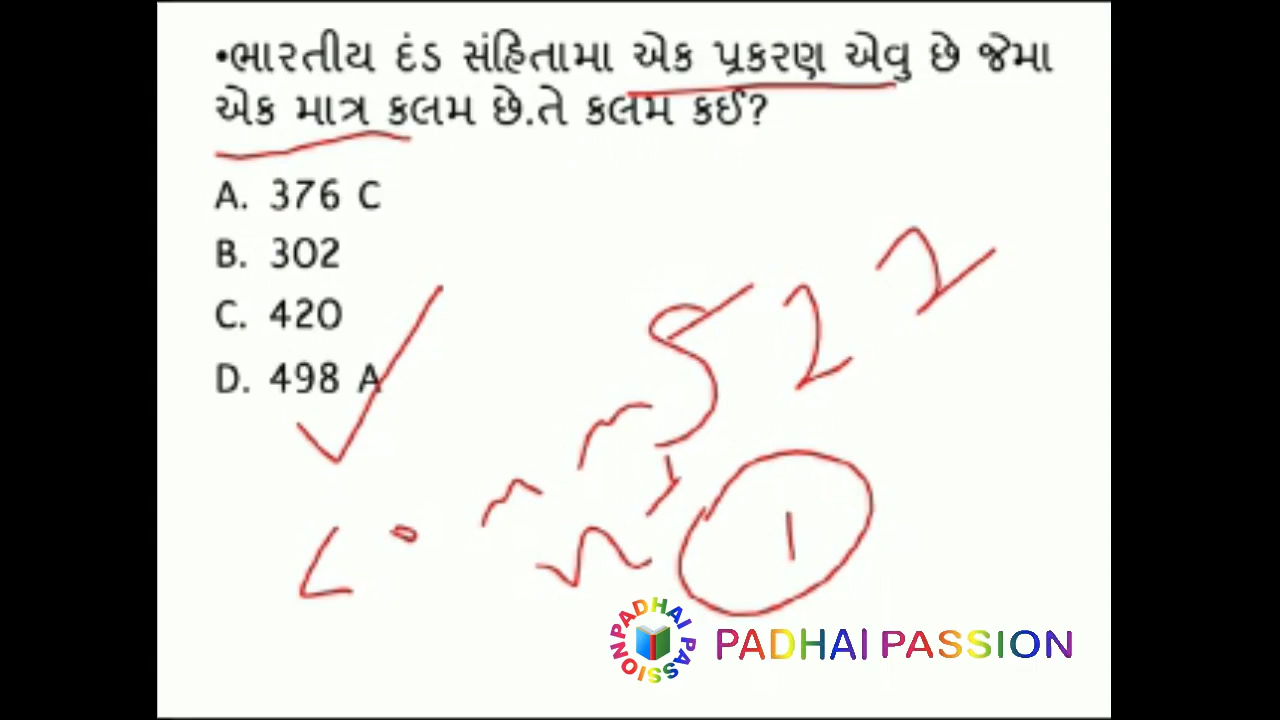 •ભારતીય દંડ સંહિતામા એક પ્રકરણ એવુ છે જેમા
એક માત્ર કલમ છે.તે કલમ કઈ?
A. 376 C
B. 302
C. 420
D. 498 A
PADHAI PASSION
PADHAI PASSION